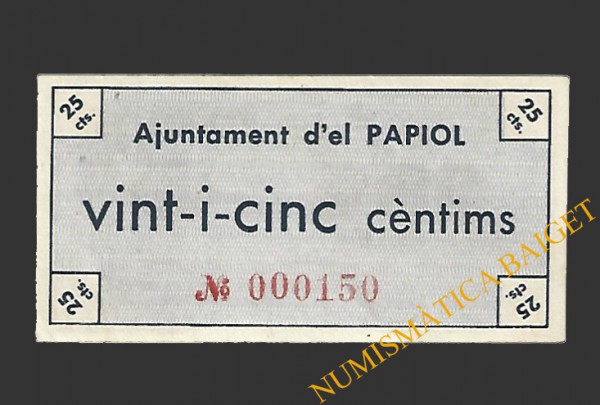 25 cts.
25 cts.
Ajuntament d'el PAPIOL
vint-i-cinc cèntims
№ 000150
25 cts.
25 cts.
NUMISMÀTICA BAIGET